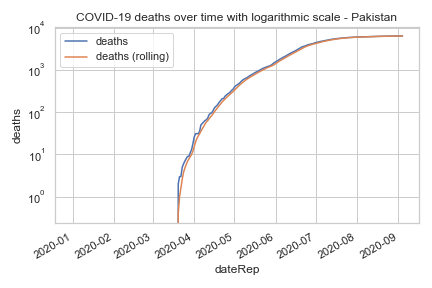 COVID-19 deaths over time with logarithmic scale - Pakistan
deaths
deaths (rolling)
10⁴
10³
10²
10¹
10⁰
deaths
2020-01
2020-02
2020-03
2020-04
2020-05
2020-06
2020-07
2020-08
2020-09
dateRep